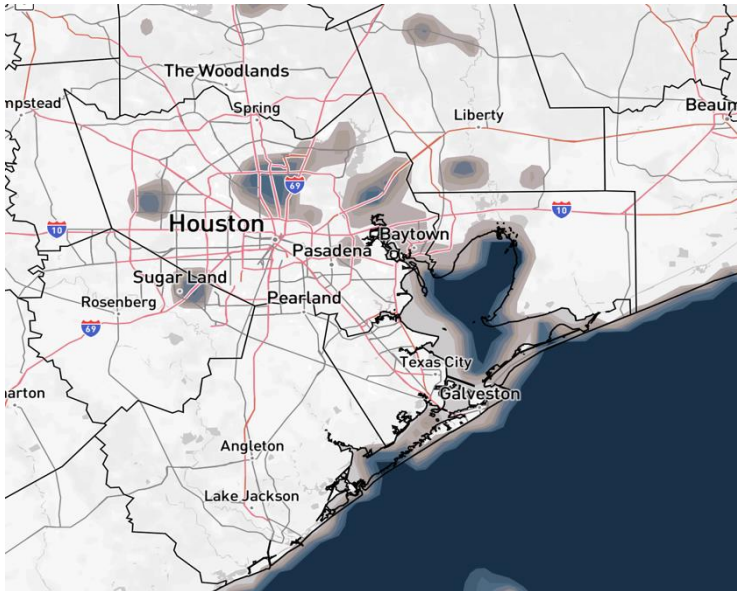 The Woodlands
mpstead
Spring
Liberty
Beaum
69
10
Houston
10
Baytown
Pasadena
Sugar Land
Rosenberg
Pearland
69
Texas City
arton
Galveston
Angleton
Lake Jackson